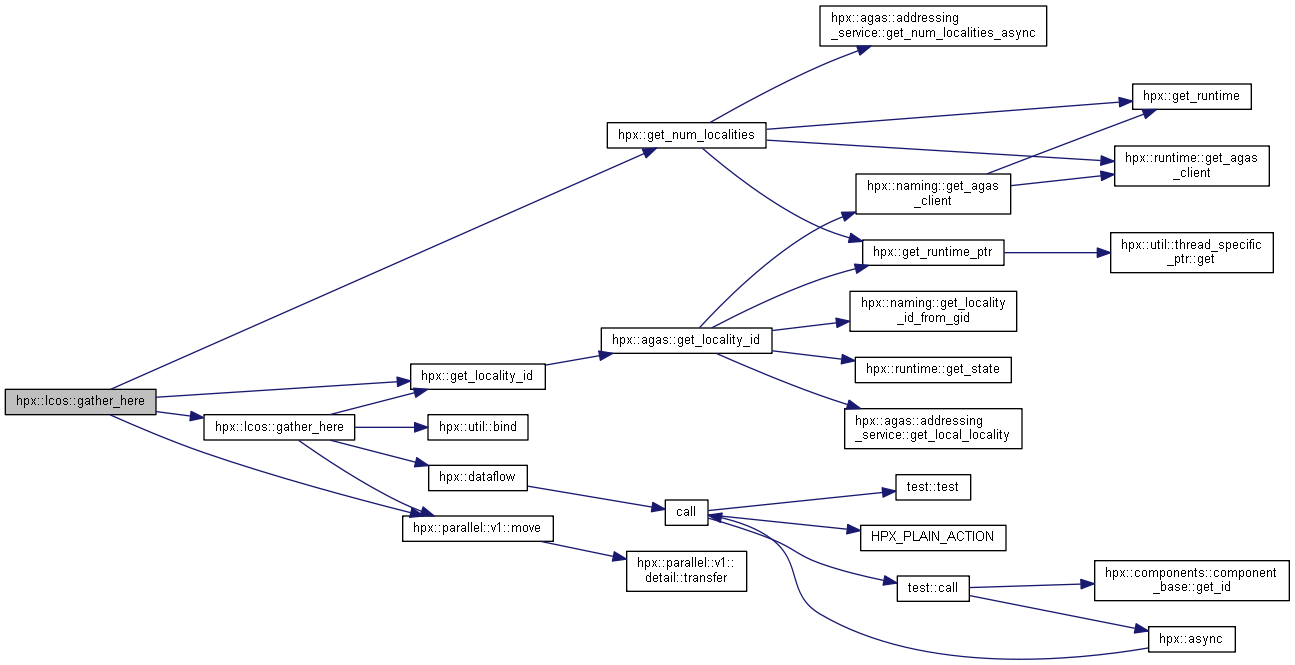 hpx::agas::addressing
_service::get_num_localities_async
hpx::get_runtime
hpx::get_num_localities
hpx::runtime::get_agas
_client
hpx::naming::get_agas
_client
hpx::get_runtime_ptr
hpx::util::thread_specific
_ptr::get
hpx::naming::get_locality
_id_from_gid
hpx::agas::get_locality_id
hpx::runtime::get_state
hpx::get_locality_id
hpx::lcos::gather_here
hpx::lcos::gather_here
hpx::util::bind
hpx::agas::addressing
_service::get_local_locality
hpx::dataflow
test::test
call
hpx::parallel::v1::move
HPX_PLAIN_ACTION
hpx::parallel::v1::
detail::transfer
test::call
hpx::components::component
_base::get_id
hpx::async